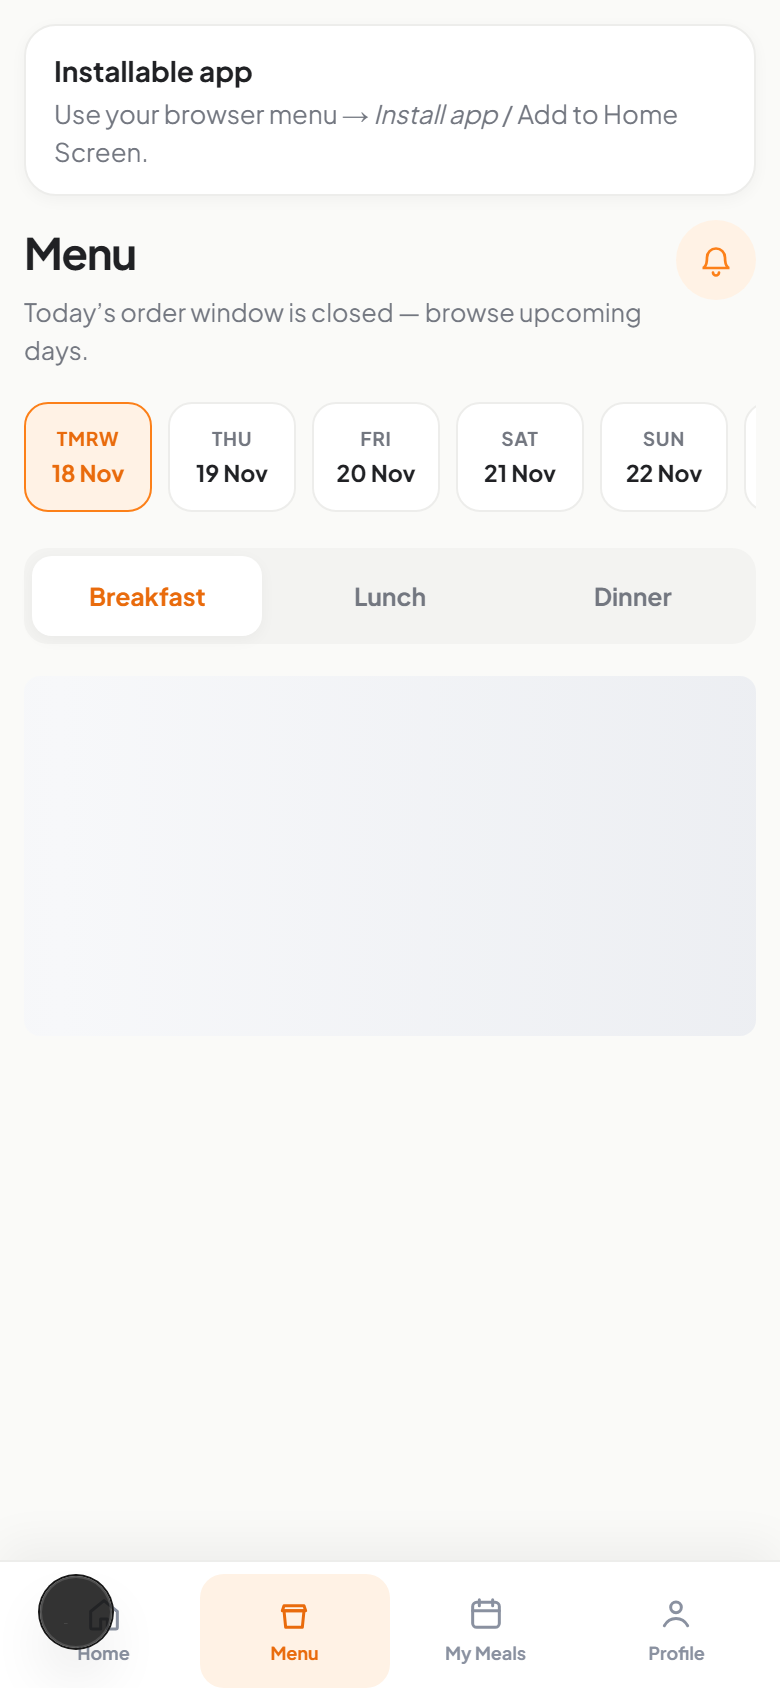 Installable app
Use your browser menu → Install app / Add to Home
Screen.
Menu
Today’s order window is closed — browse upcoming
days.
TMRW
18 Nov
THU
19 Nov
FRI
20 Nov
SAT
21 Nov
SUN
22 Nov
Breakfast
Lunch
Dinner
Home
Menu
My Meals
Profile